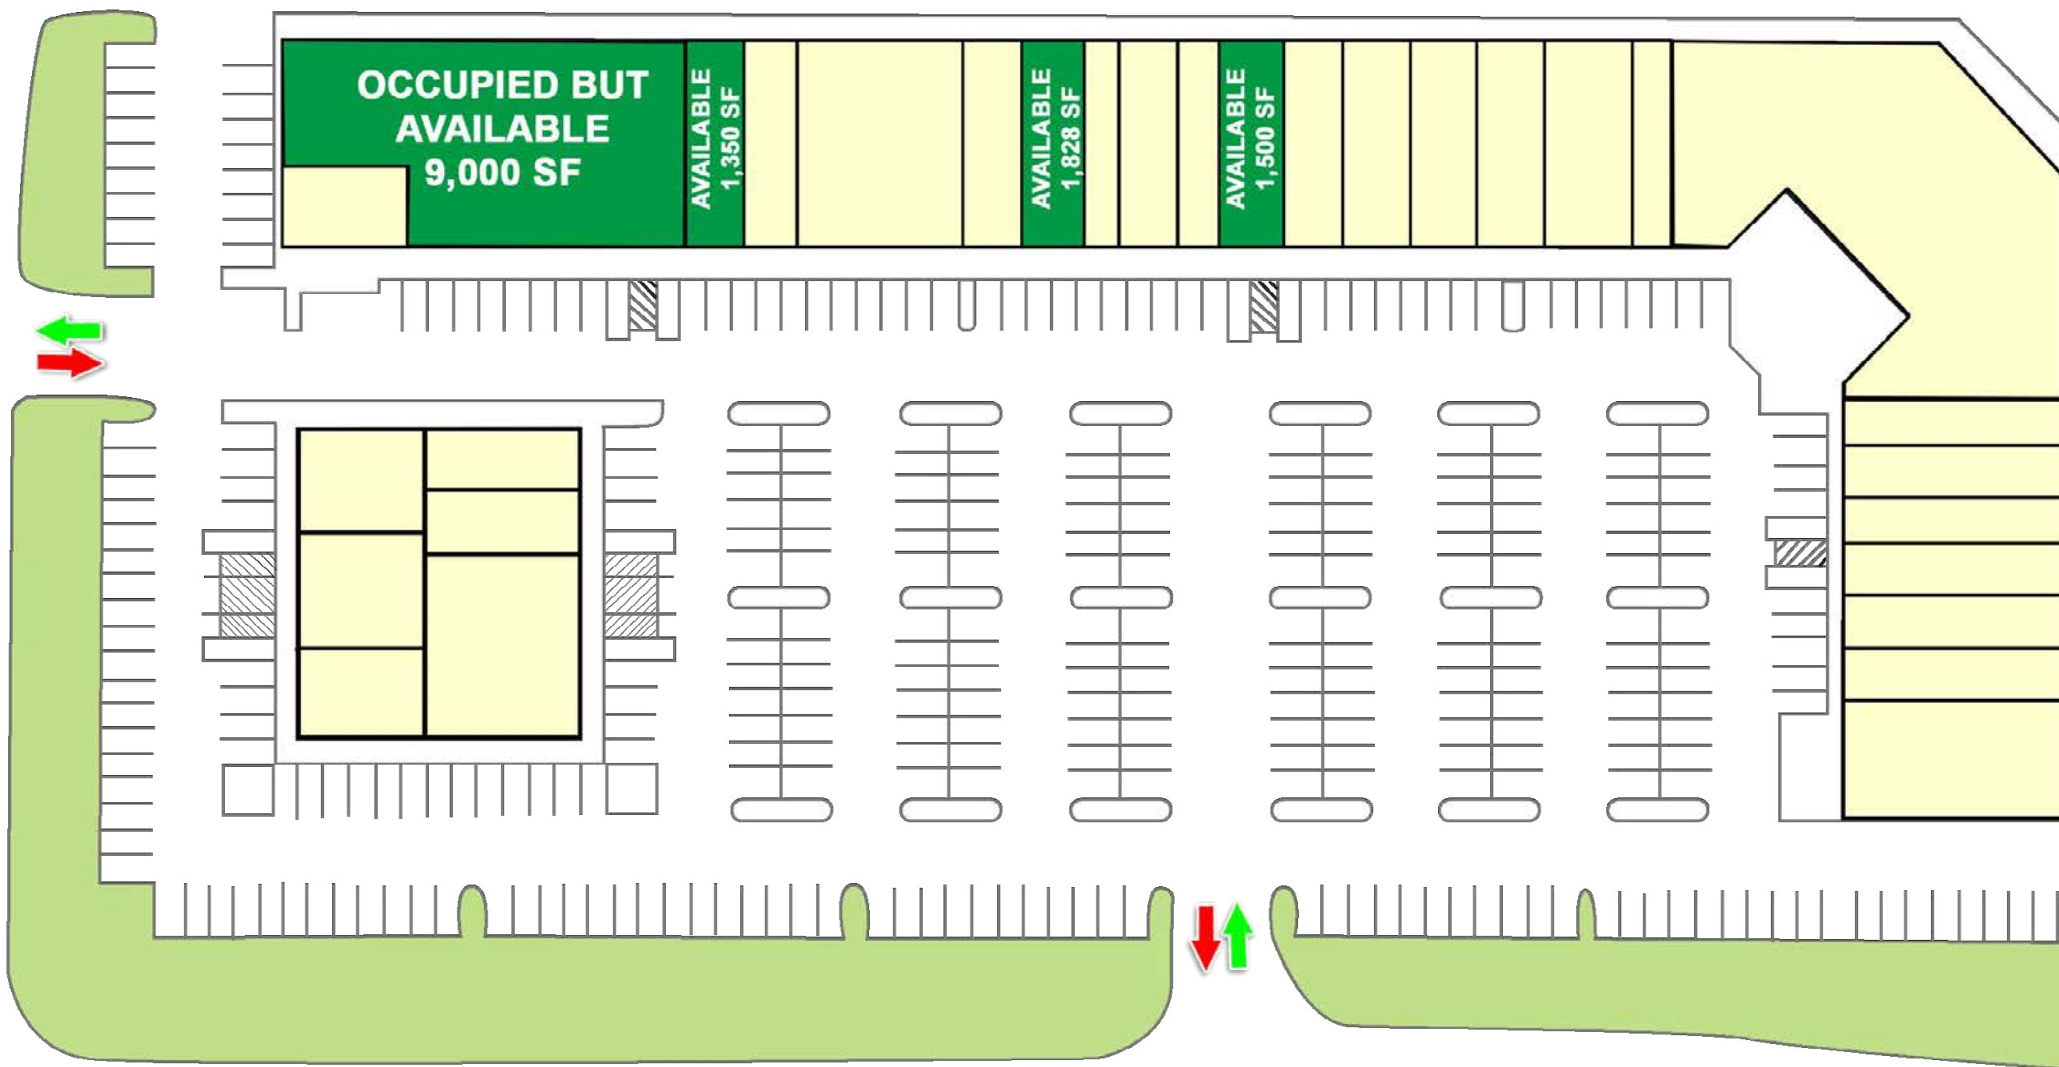 OCCUPIED BUT
AVAILABLE
9,000 SF
AVAILABLE
1,350 SF
AVAILABLE
1,828 SF
AVAILABLE
1,500 SF